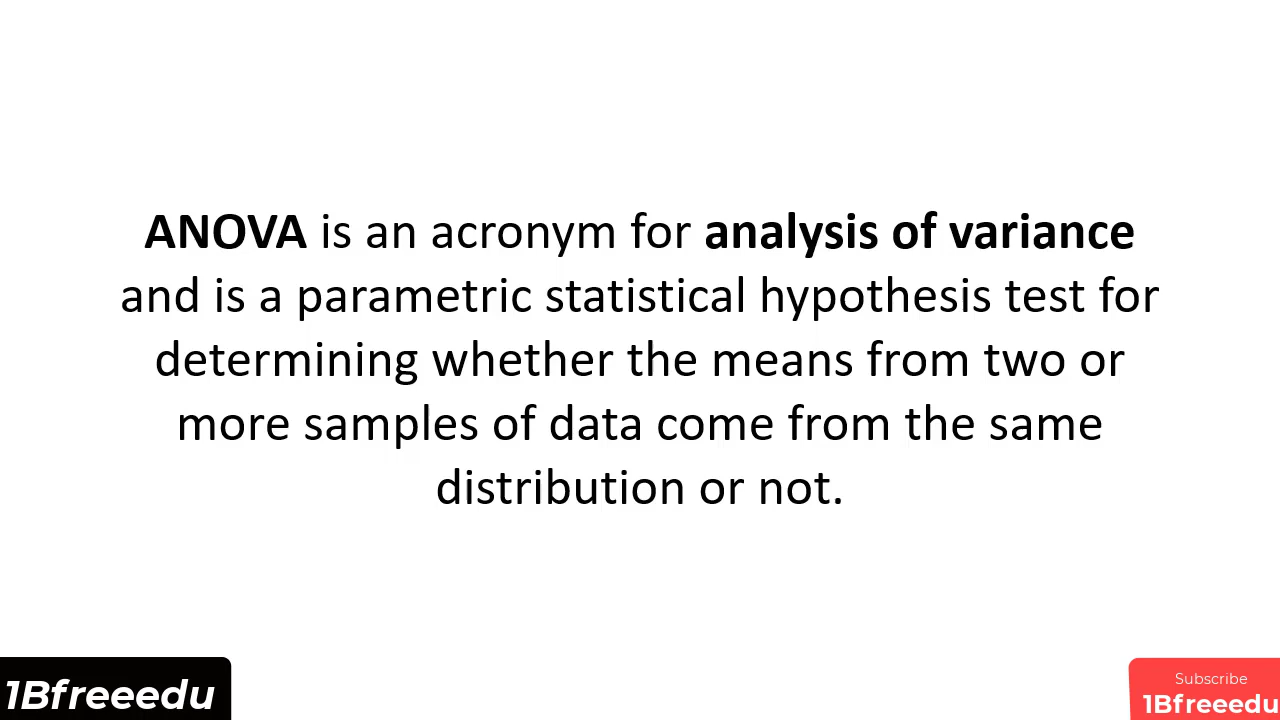 ANOVA is an acronym for analysis of variance
and is a parametric statistical hypothesis test for
determining whether the means from two or
more samples of data come from the same
distribution or not.
1Bfreeedu
Subscribe
1Bfreeedu